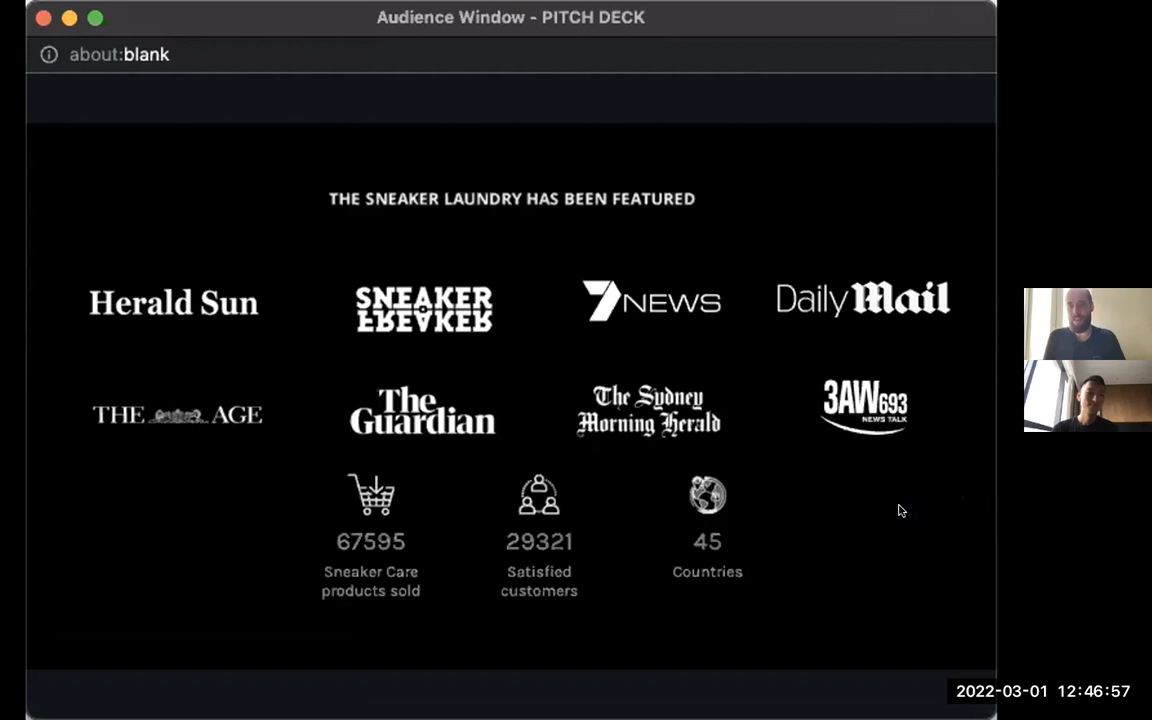 Audience Window - PITCH DECK
about:blank
THE SNEAKER LAUNDRY HAS BEEN FEATURED
Herald Sun
SNEAKER
FREAKER
7NEWS
Daily Mail
THE AGE
The
Guardian
The Sydney
Morning Herald
3AW693
NEWS TALK
67595
29321
45
Sneaker Care
products sold
Satisfied
customers
Countries
2022-03-01 12:46:57